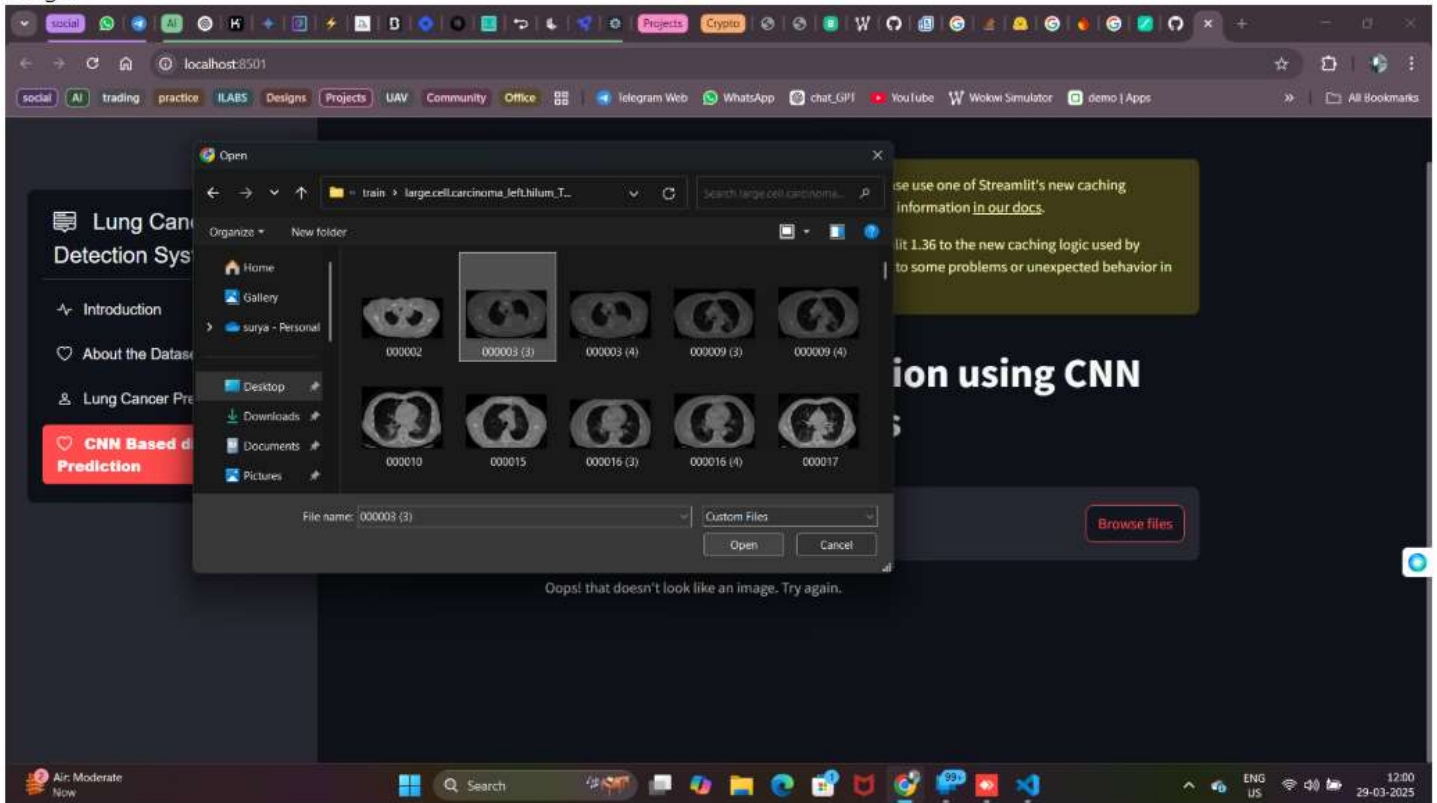 social
AI
Projects
Crypto
localhost:8501
social
AI
trading
practice
ILABS
Designs
Projects
UAV
Community
Office
Telegram Web
WhatsApp
chat_GPT
YouTube
Wokwi Simulator
demo | Apps
»
All Bookmarks
Open
train > large.cell.carcinoma_left.hilum_T...
Search large.cell.carcinoma...
Organize
New folder
Home
Gallery
surya - Personal
Desktop
Downloads
Documents
Pictures
000002
000003 (3)
000003 (4)
000009 (3)
000009 (4)
000010
000015
000016 (3)
000016 (4)
000017
File name:
000003 (3)
Custom Files
Open
Cancel
Lung Can
Detection Sys
Introduction
About the Datase
Lung Cancer Pre
CNN Based d
Prediction
se use one of Streamlit's new caching
information in our docs.
lit 1.36 to the new caching logic used by
to some problems or unexpected behavior in
ion using CNN
Browse files
Oops! that doesn't look like an image. Try again.
Air: Moderate
Now
Search
99+
ENG
US
12:00
29-03-2025